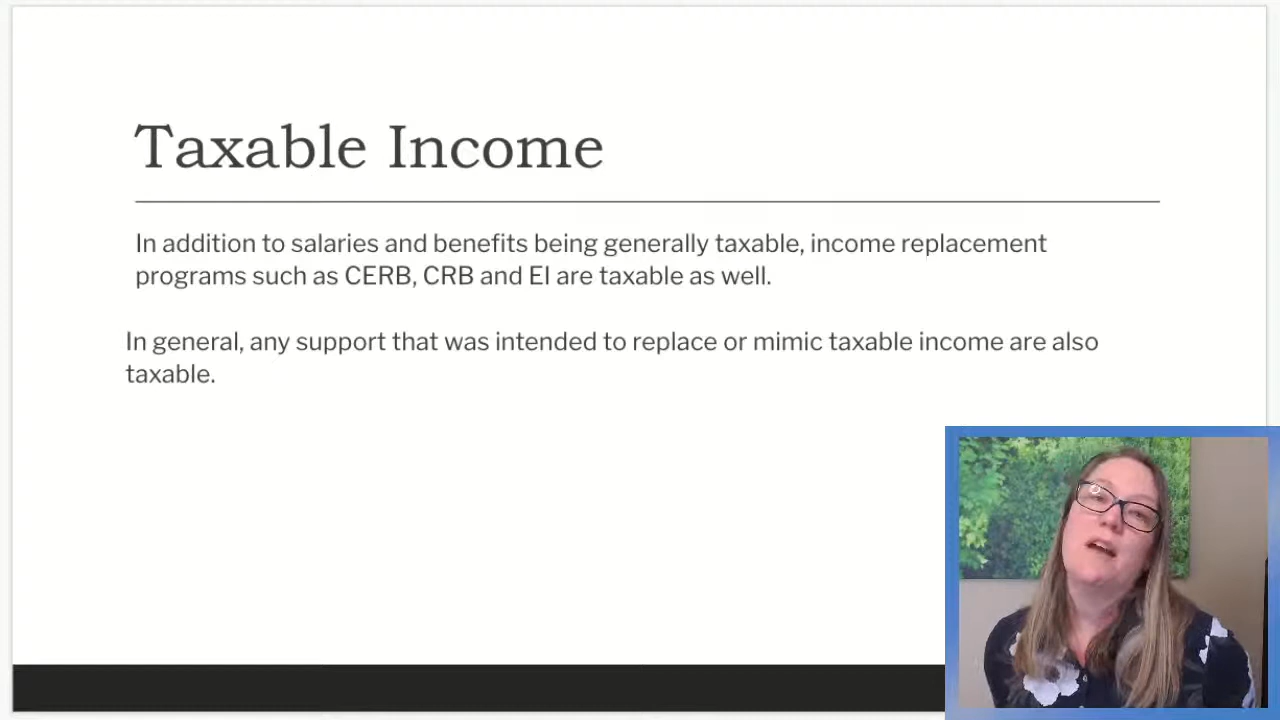 Taxable Income
In addition to salaries and benefits being generally taxable, income replacement
programs such as CERB, CRB and EI are taxable as well.
In general, any support that was intended to replace or mimic taxable income are also
taxable.